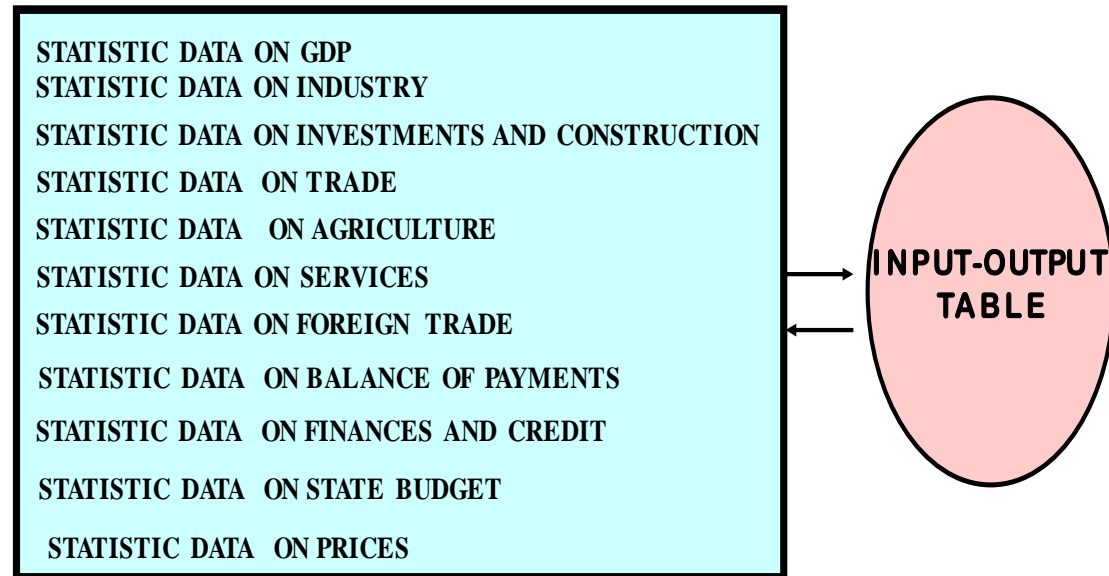 STATISTIC DATA ON GDP
STATISTIC DATA ON INDUSTRY
STATISTIC DATA ON INVESTMENTS AND CONSTRUCTION
STATISTIC DATA ON TRADE
STATISTIC DATA ON AGRICULTURE
STATISTIC DATA ON SERVICES
STATISTIC DATA ON FOREIGN TRADE
STATISTIC DATA ON BALANCE OF PAYMENTS
STATISTIC DATA ON FINANCES AND CREDIT
STATISTIC DATA ON STATE BUDGET
STATISTIC DATA ON PRICES
INPUT-OUTPUT
TABLE